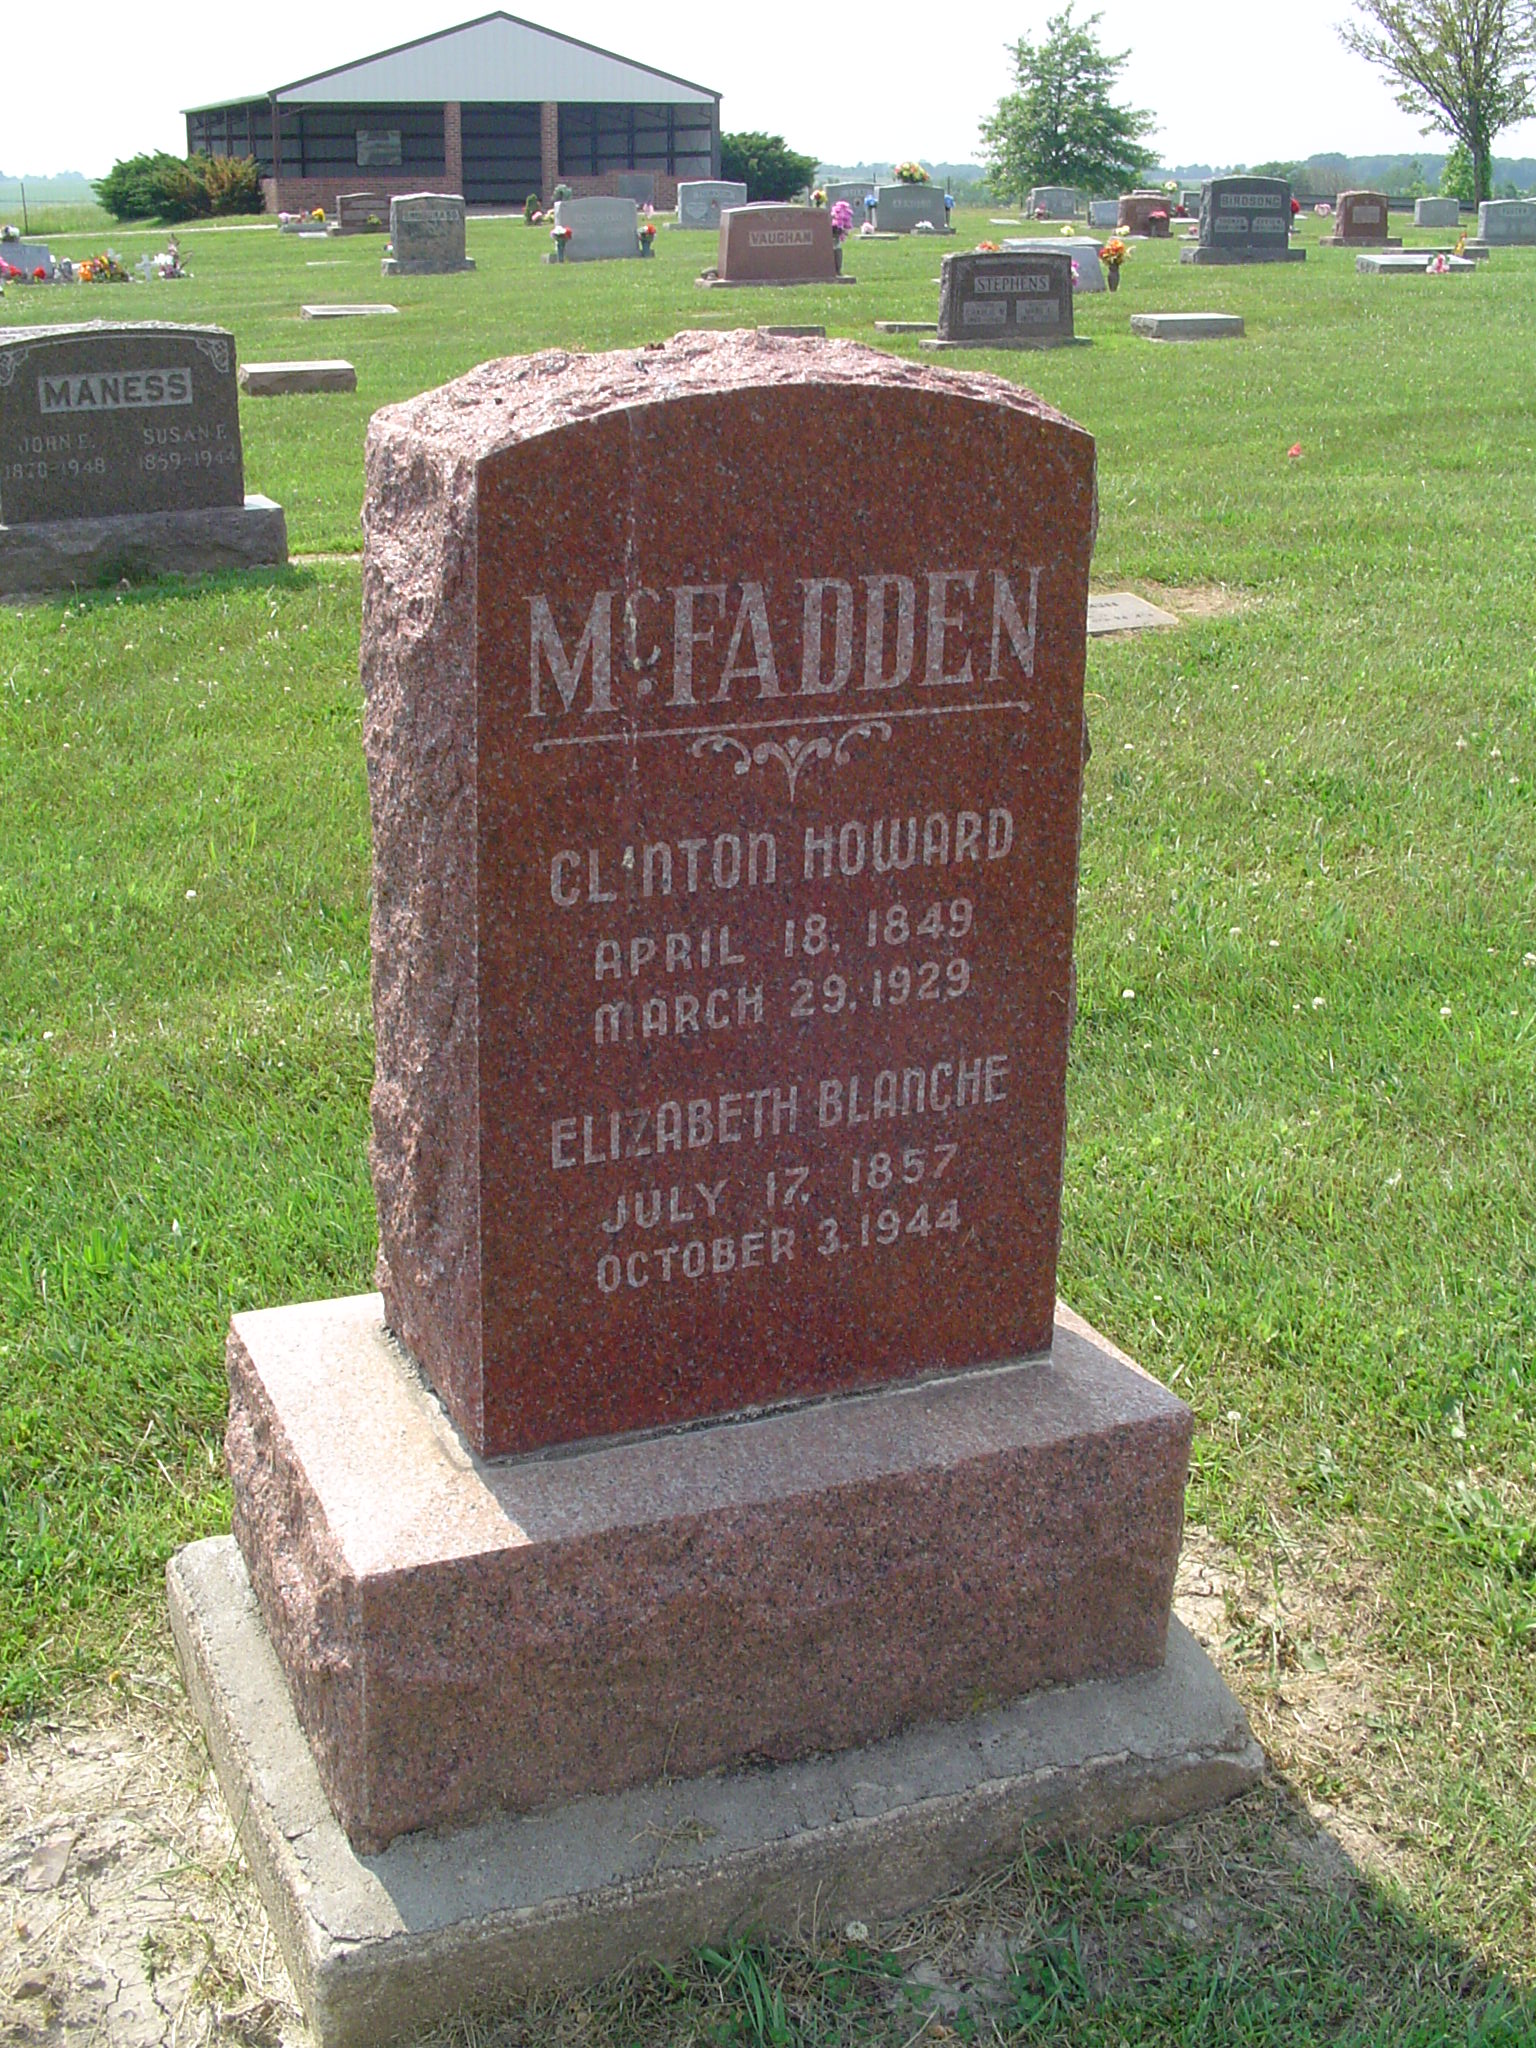 BIRDSONG
VAUGHAN
STEPHENS
CHARLIE W.
MANESS
JOHN E. SUSAN F.
1870-1948 1859-1944
McFADDEN
CLINTON HOWARD
APRIL 18, 1849
MARCH 29, 1929
ELIZABETH BLANCHE
JULY 17, 1857
OCTOBER 3, 1944